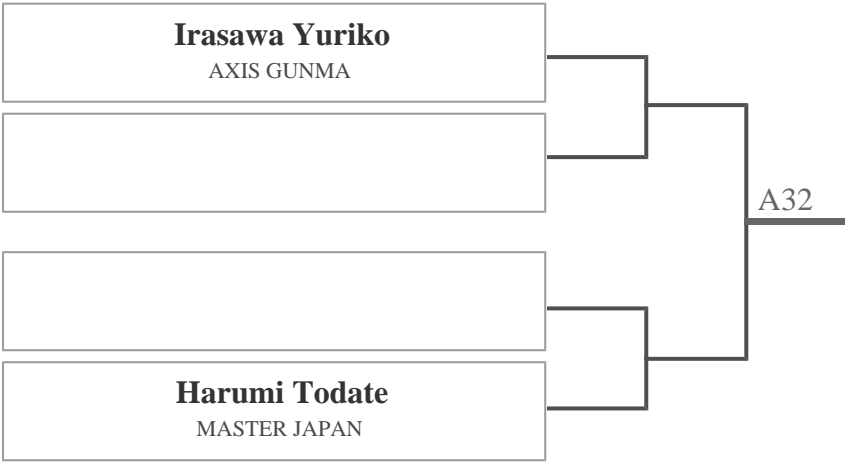 Irasawa Yuriko
AXIS GUNMA
A32
Harumi Todate
MASTER JAPAN